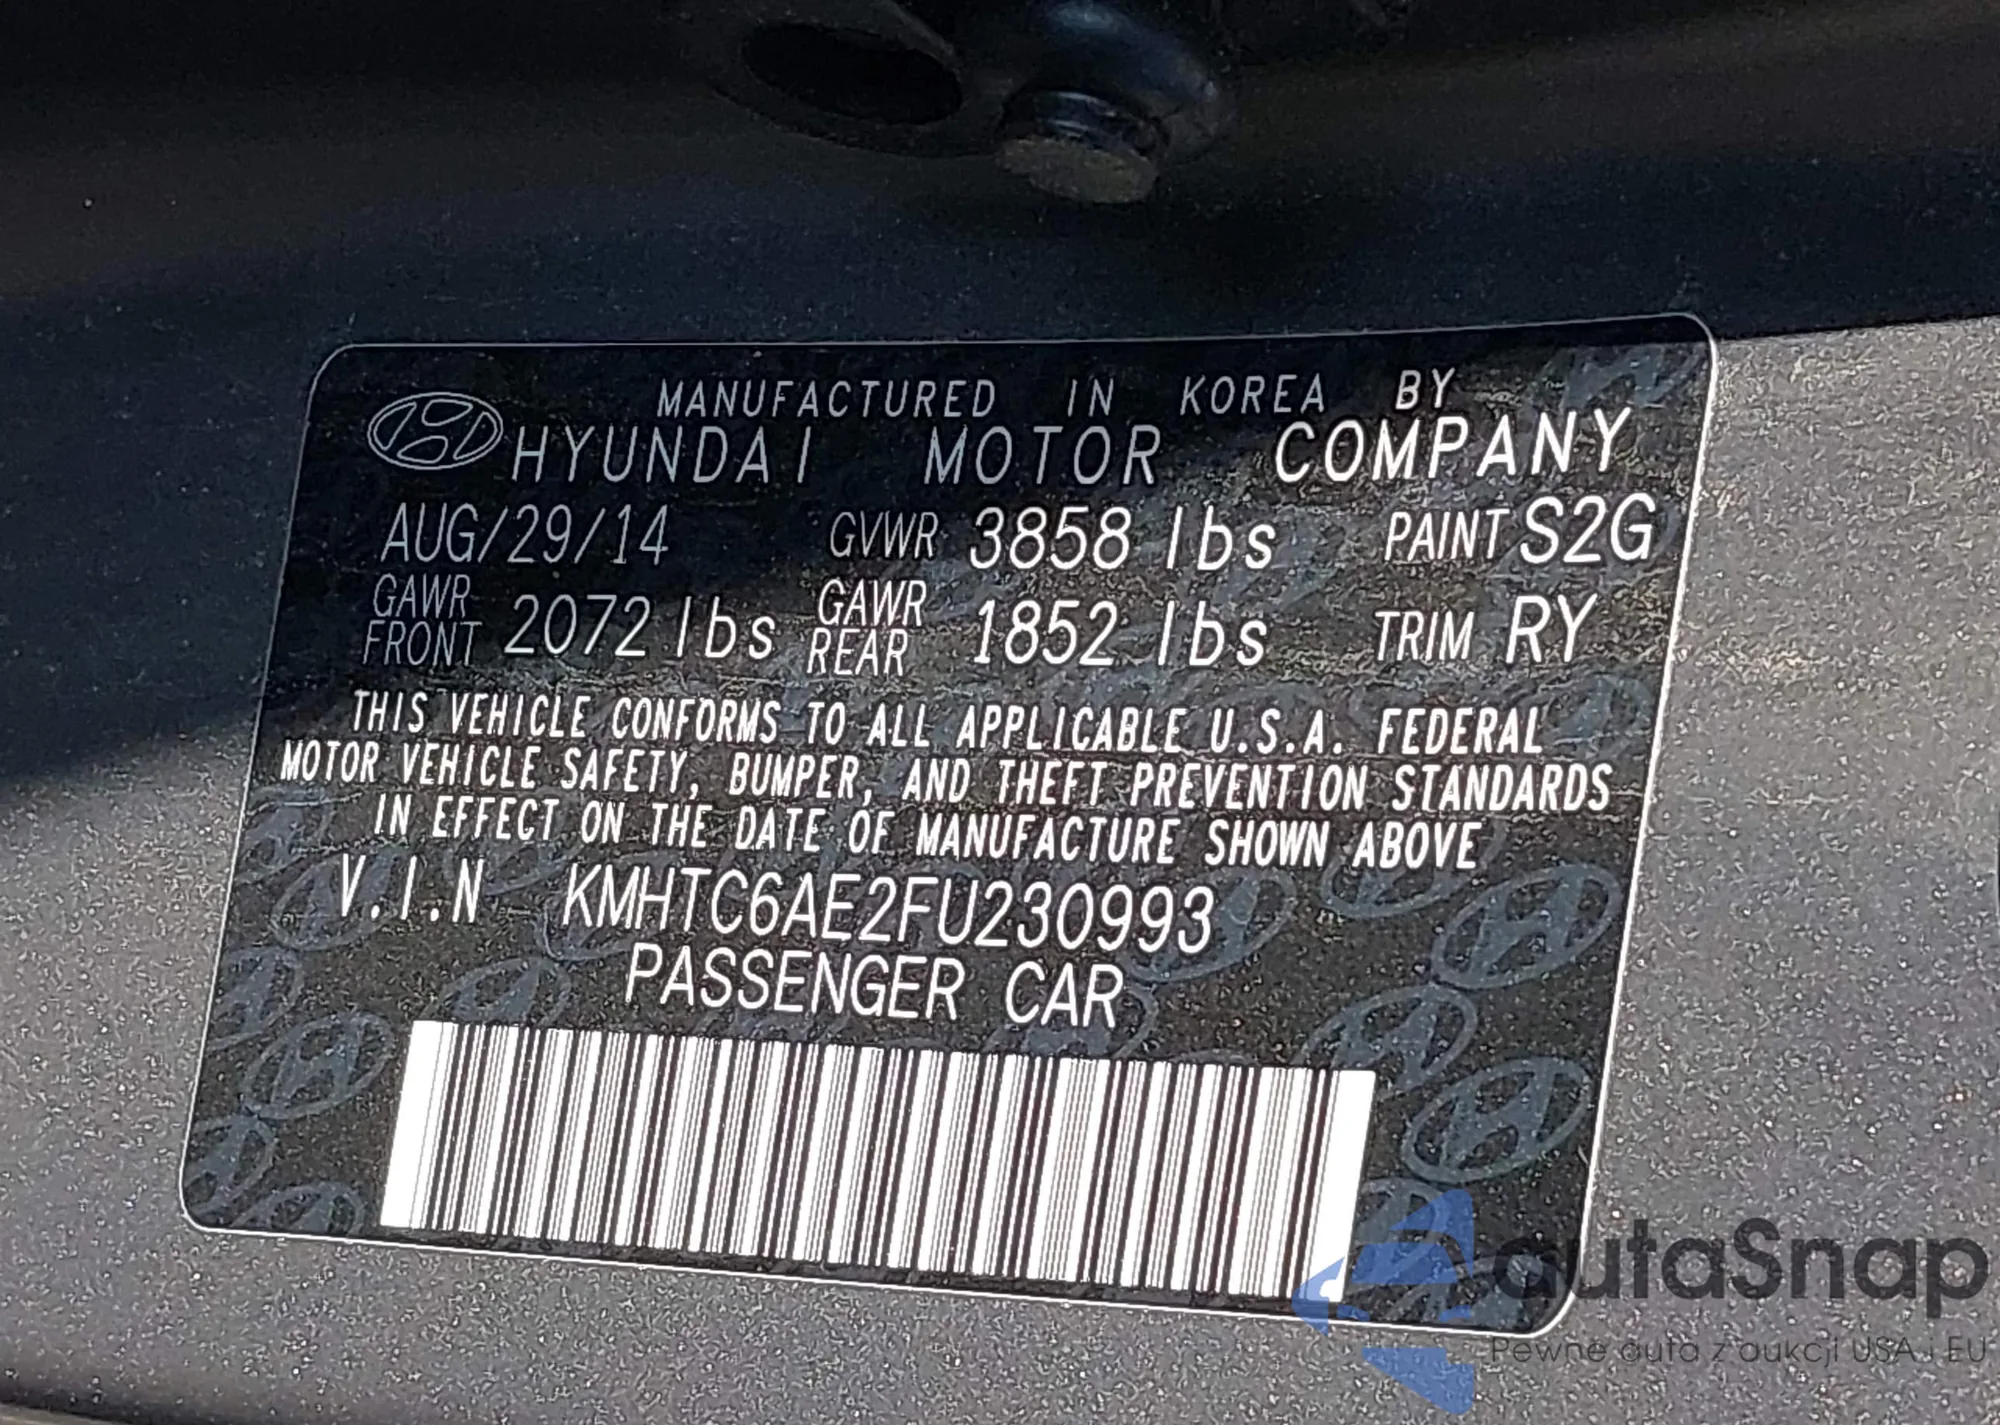 MANUFACTURED IN KOREA BY
HYUNDAI MOTOR COMPANY
AUG/29/14 GVWR 3858 lbs PAINT S2G
GAWR FRONT 2072 lbs GAWR REAR 1852 lbs TRIM RY
THIS VEHICLE CONFORMS TO ALL APPLICABLE U.S.A. FEDERAL
MOTOR VEHICLE SAFETY, BUMPER, AND THEFT PREVENTION STANDARDS
IN EFFECT ON THE DATE OF MANUFACTURE SHOWN ABOVE
V.I.N KMHTC6AE2FU230993
PASSENGER CAR
autaSnap
Pewne auta z aukcji USA i EU